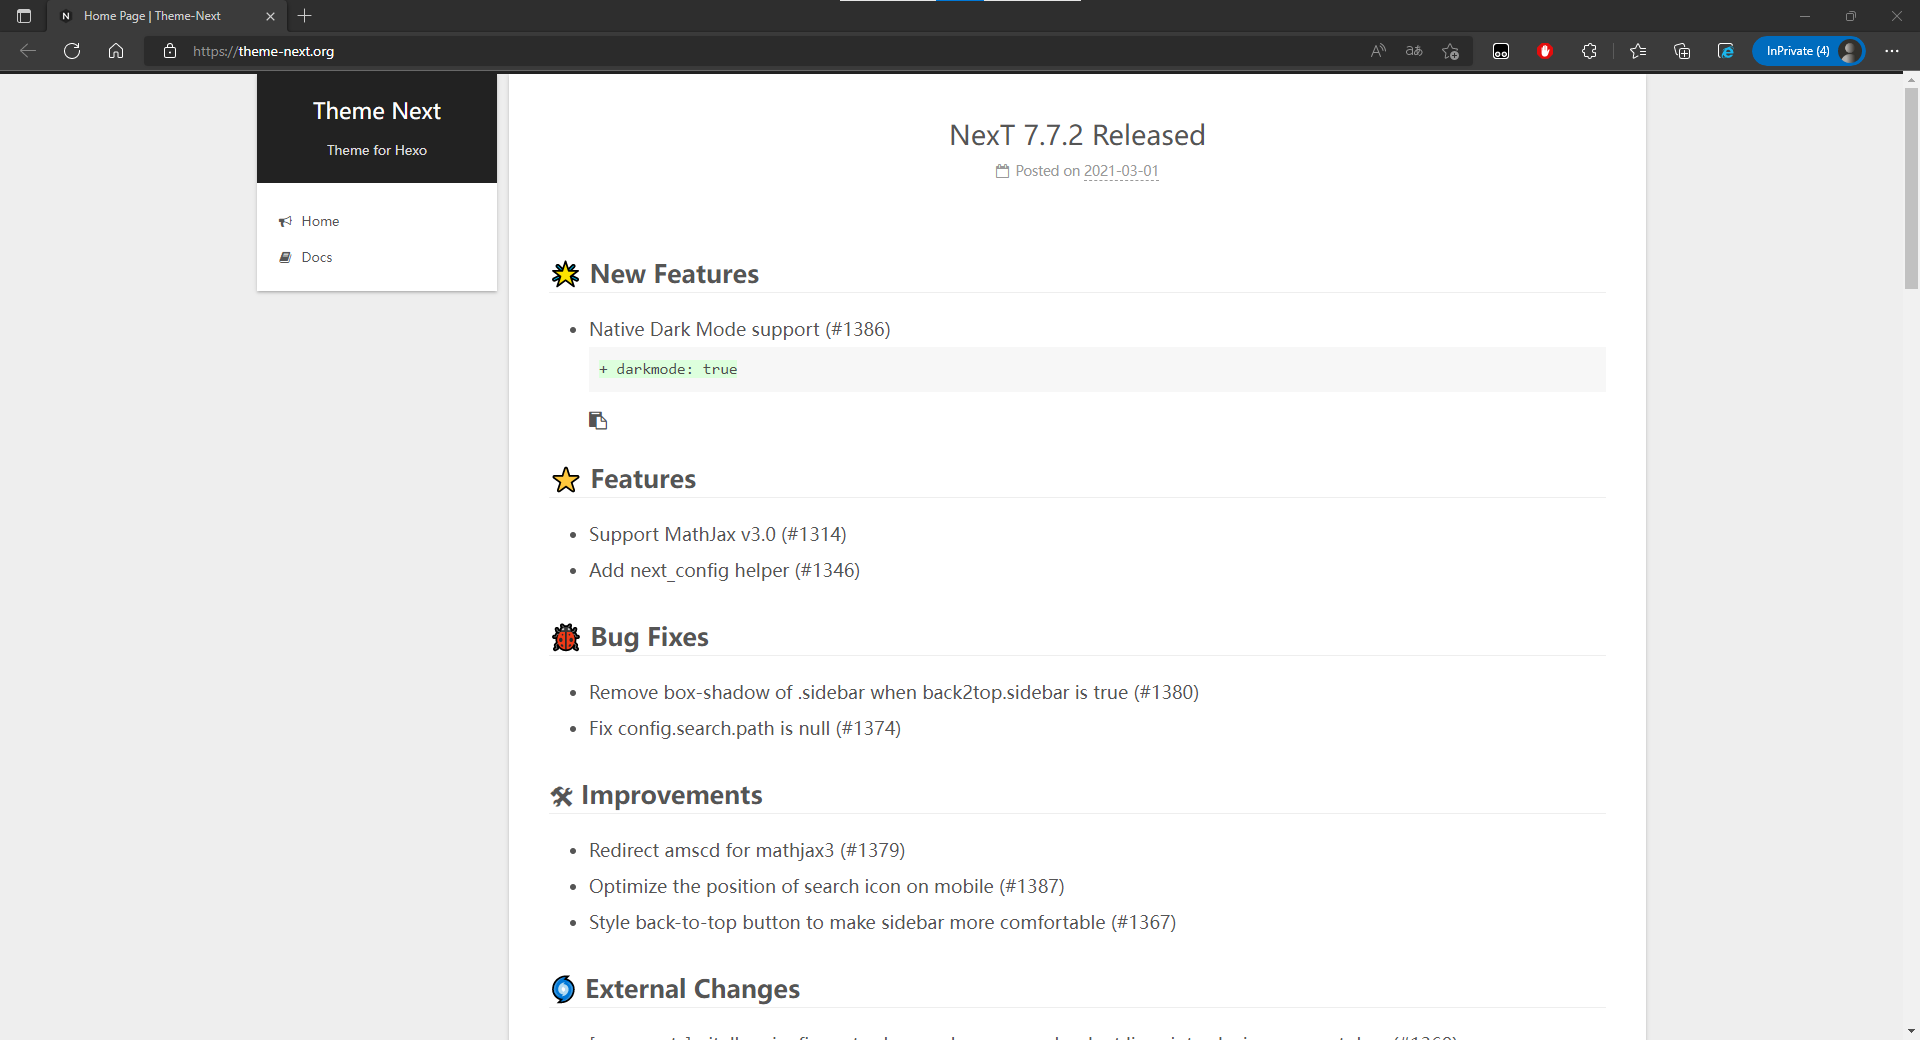 Home Page | Theme-Next
https://theme-next.org
InPrivate (4)
Theme Next
Theme for Hexo
Home
Docs
NexT 7.7.2 Released
Posted on 2021-03-01
New Features
Native Dark Mode support (#1386)
+ darkmode: true
Features
Support MathJax v3.0 (#1314)
Add next_config helper (#1346)
Bug Fixes
Remove box-shadow of .sidebar when back2top.sidebar is true (#1380)
Fix config.search.path is null (#1374)
Improvements
Redirect amscd for mathjax3 (#1379)
Optimize the position of search icon on mobile (#1387)
Style back-to-top button to make sidebar more comfortable (#1367)
External Changes